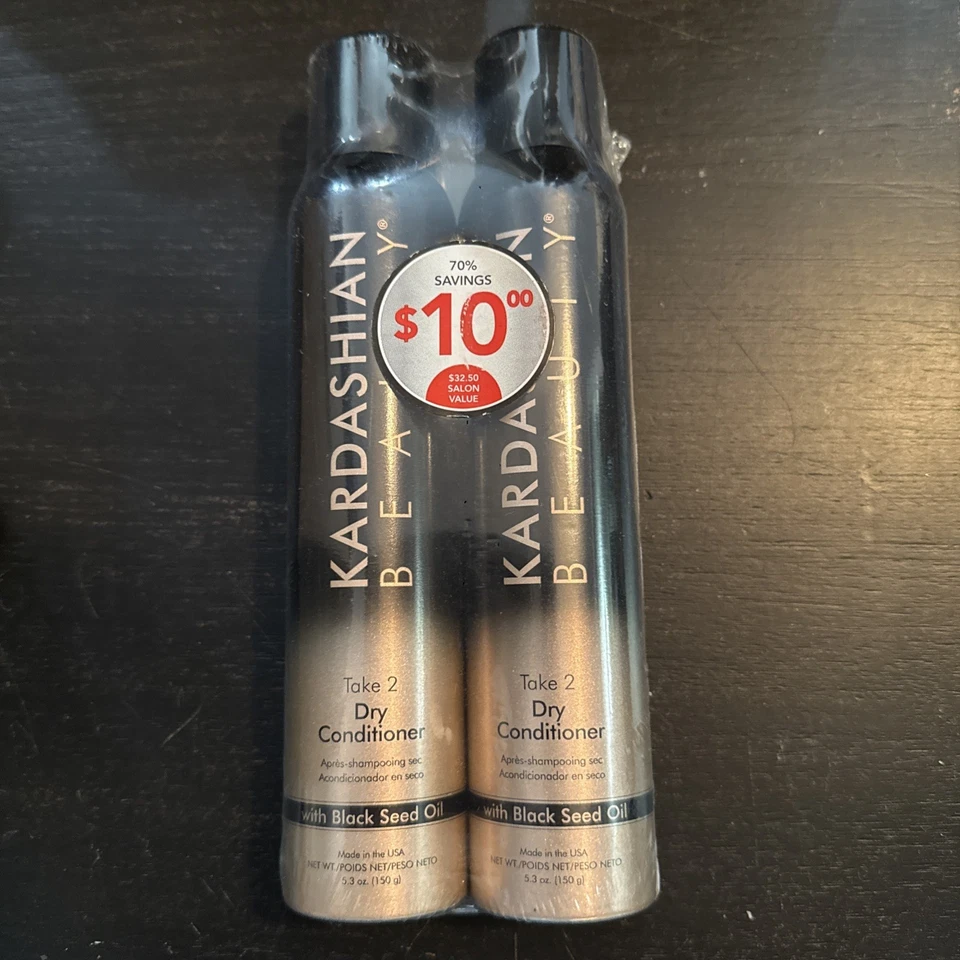 KARDASHIAN
BEAUTY®
Take 2
Dry
Conditioner
Après-shampooing sec
Acondicionador en seco
with Black Seed Oil
Made in the USA
NET WT./POIDS NET/PESO NETO
5.3 oz. (150 g)
70%
SAVINGS
$10.00
$32.50
SALON
VALUE
KARDASHIAN
BEAUTY®
Take 2
Dry
Conditioner
Après-shampooing sec
Acondicionador en seco
with Black Seed Oil
Made in the USA
NET WT./POIDS NET/PESO NETO
5.3 oz. (150 g)